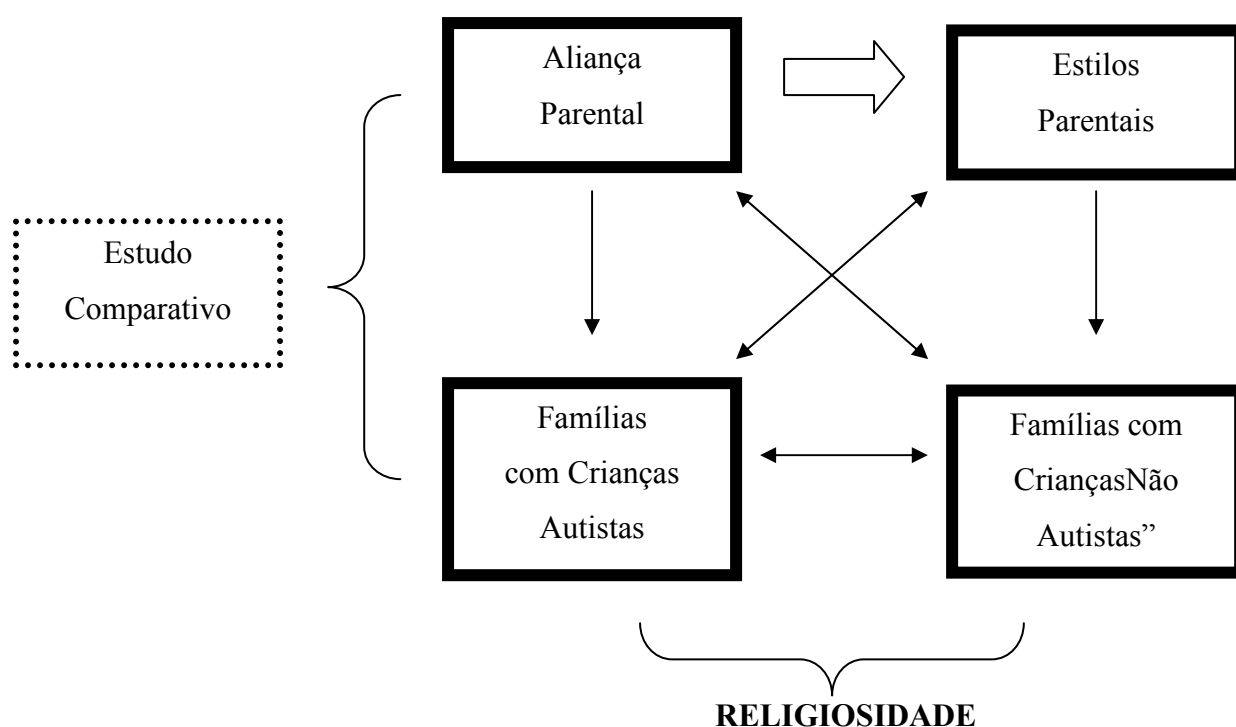 Aliança
Parental
Estilos
Parentais
Estudo
Comparativo
Famílias
com Crianças
Autistas
Famílias com
CriançasNão
Autistas”
RELIGIOSIDADE